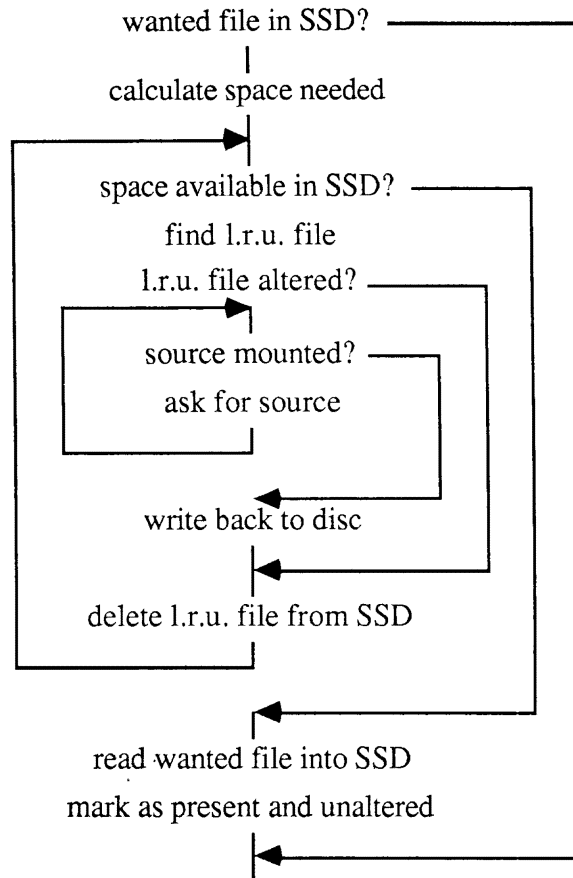 wanted file in SSD?
calculate space needed
space available in SSD?
find l.r.u. file
l.r.u. file altered?
source mounted?
ask for source
write back to disc
delete l.r.u. file from SSD
read wanted file into SSD
mark as present and unaltered